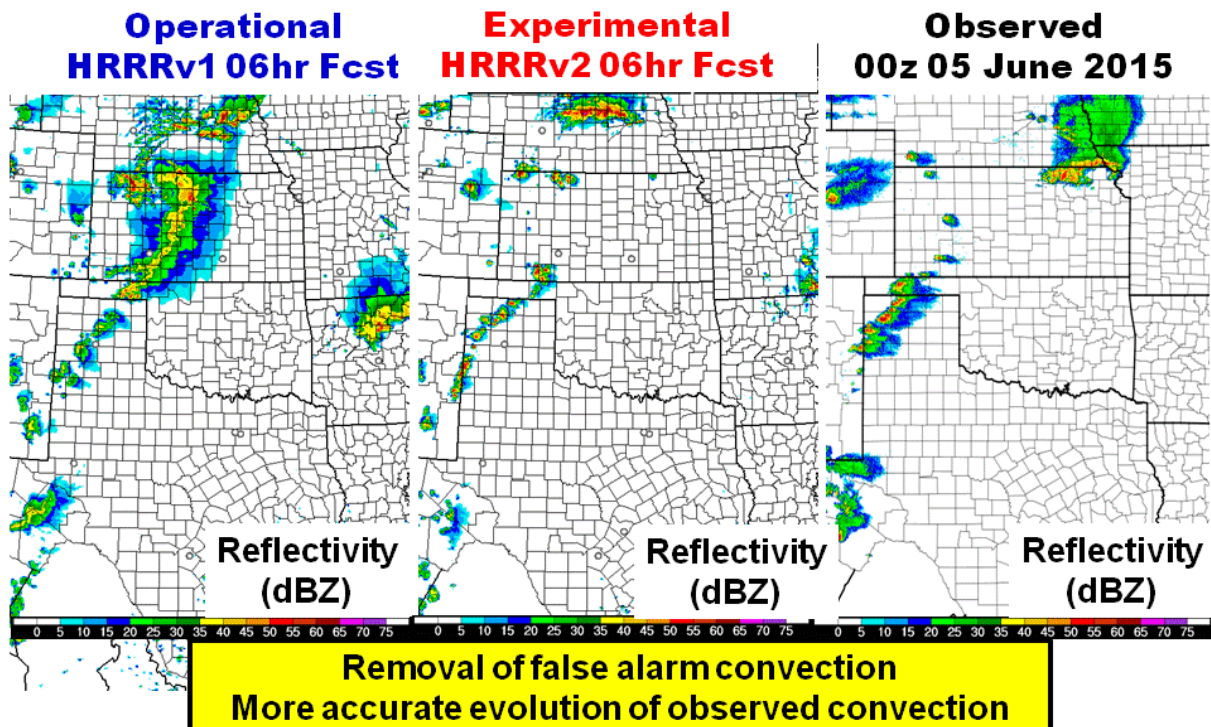 Operational
HRRRv1 06hr Fcst
Experimental
HRRRv2 06hr Fcst
Observed
00z 05 June 2015
Reflectivity
(dBZ)
Reflectivity
(dBZ)
Reflectivity
(dBZ)
0 5 10 15 20 25 30 35 40 45 50 55 60 65 70 75
0 5 10 15 20 25 30 35 40 45 50 55 60 65 70 75
0 5 10 15 20 25 30 35 40 45 50 55 60 65 70 75
Removal of false alarm convection
More accurate evolution of observed convection